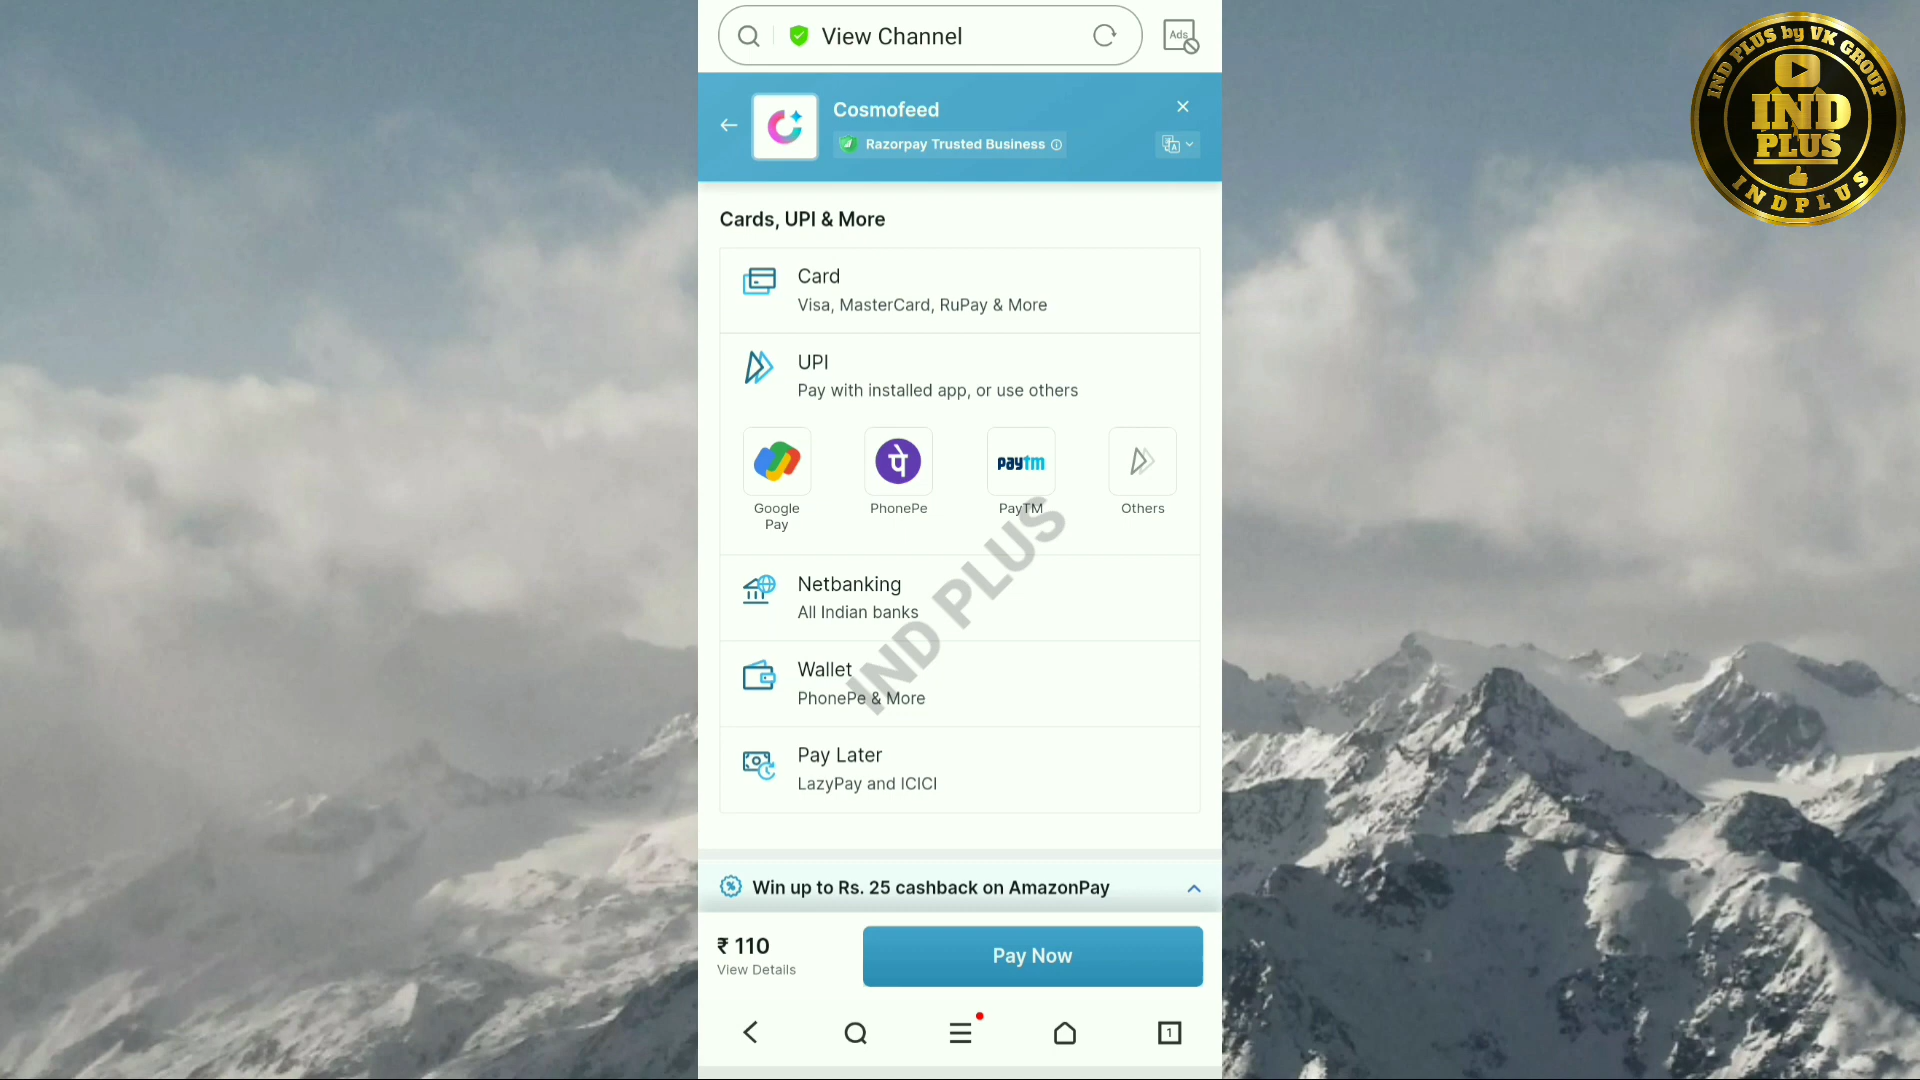 View Channel
Ads
IND PLUS by VK GROUP
IND
PLUS
INDPLUS
Cosmofeed
Razorpay Trusted Business
Cards, UPI & More
Card
Visa, MasterCard, RuPay & More
UPI
Pay with installed app, or use others
पे
paytm
Google
Pay
PhonePe
PayTM
Others
IND PLUS
Netbanking
All Indian banks
Wallet
PhonePe & More
Pay Later
LazyPay and ICICI
Win up to Rs. 25 cashback on AmazonPay
₹ 110
View Details
Pay Now
1